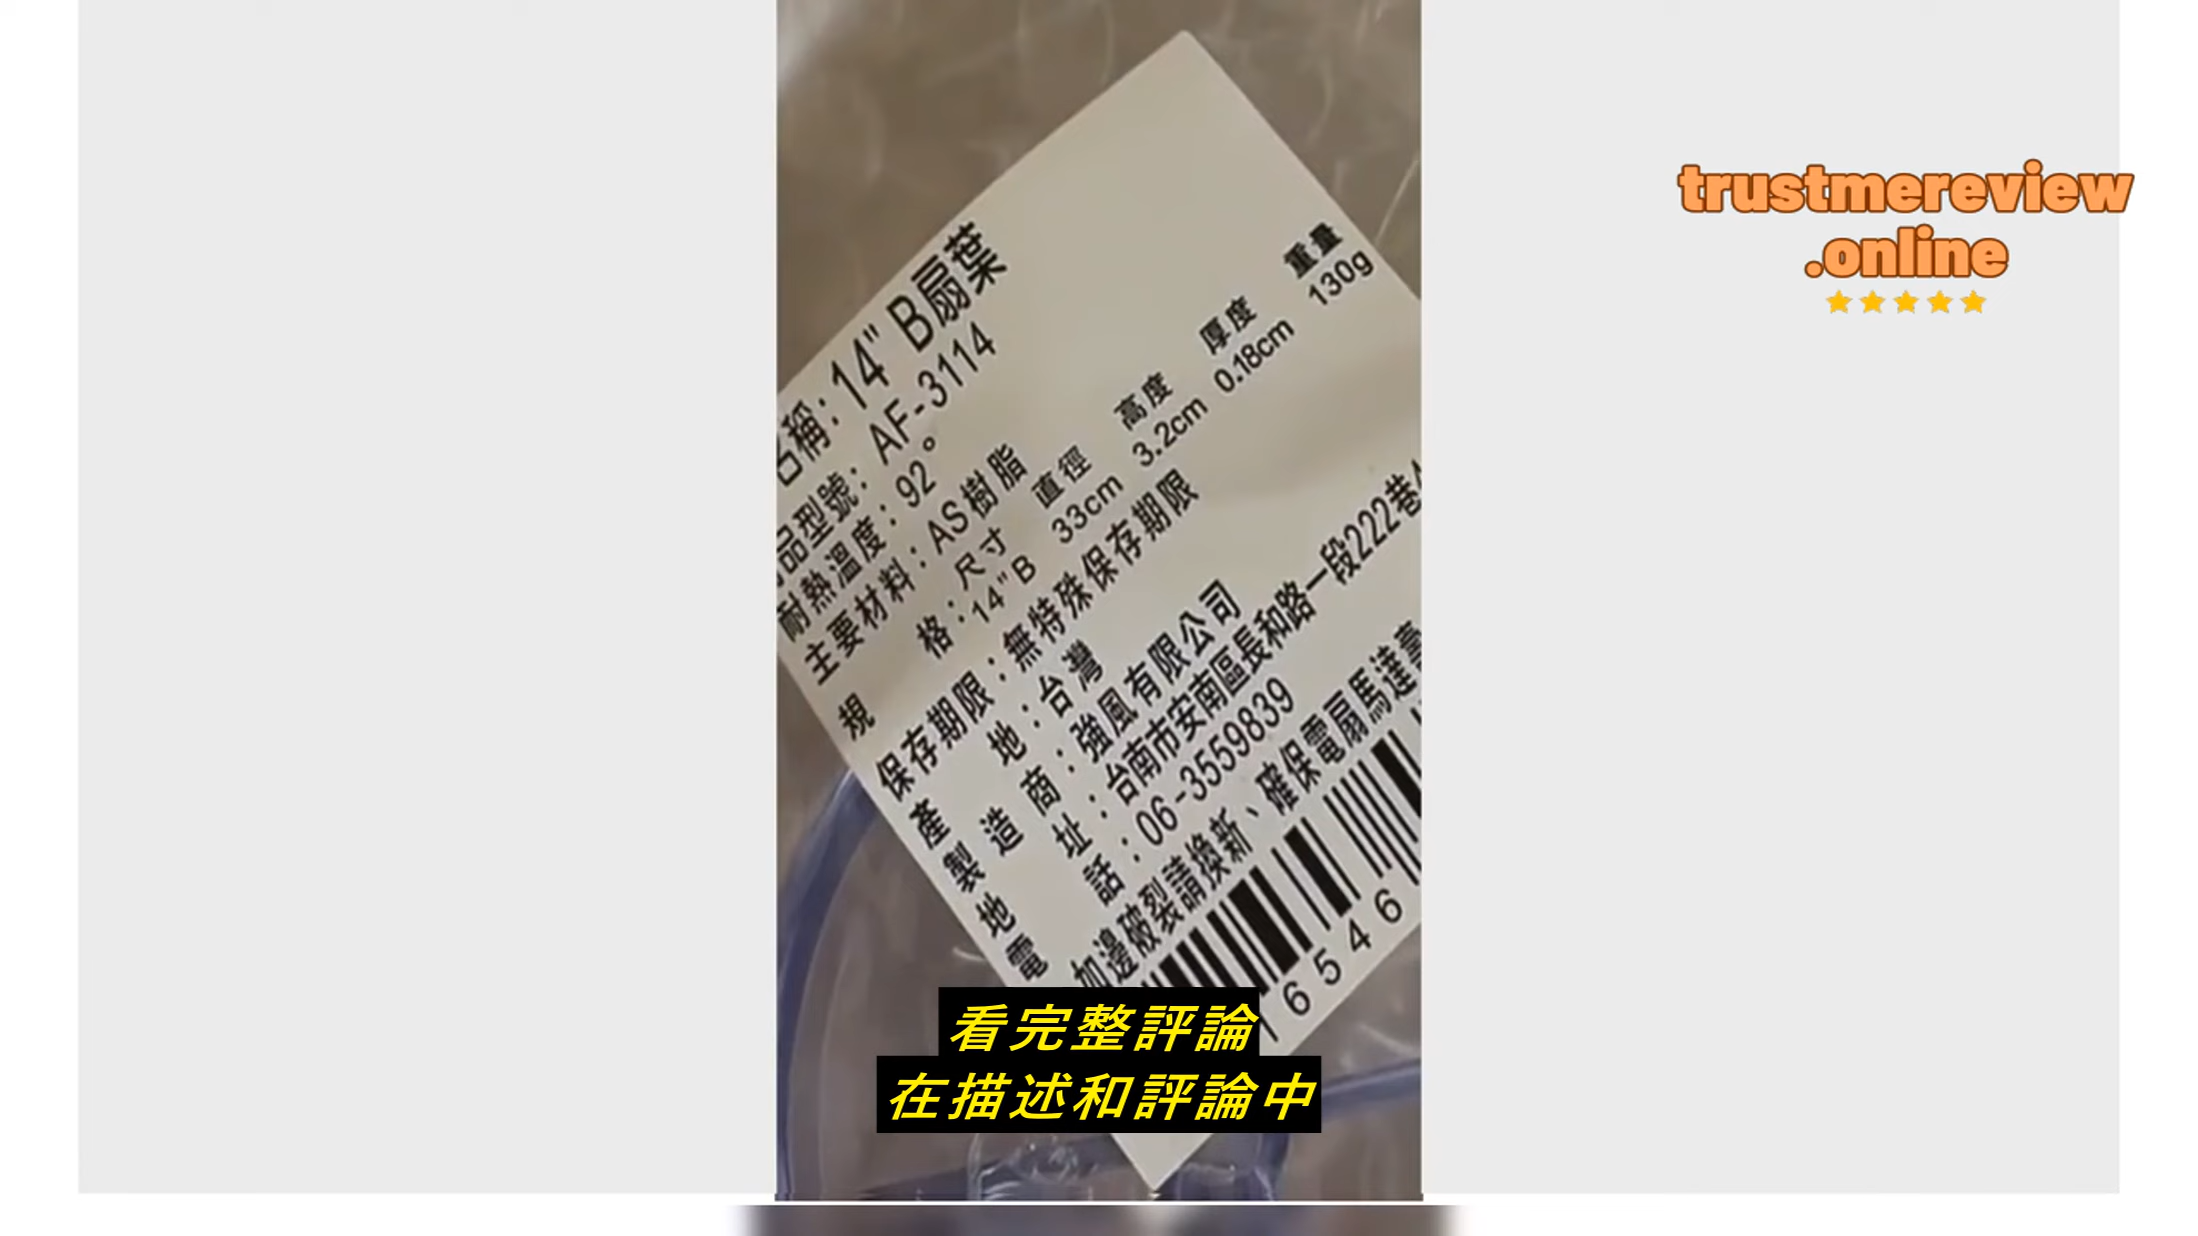 名稱：14" B扇葉
品型號：AF-3114
耐熱溫度：92°
主要材料：AS樹脂
規格：尺寸 直徑 高度 厚度 重量
14"B 33cm 3.2cm 0.18cm 130g
保存期限：無特殊保存期限
產地：台灣
製造商：強風有限公司
地址：台南市安南區長和路一段222巷
電話：06-3559839
如邊破裂請換新、確保電扇馬達壽
16546
看完整評論
在描述和評論中
trustmereview
.online